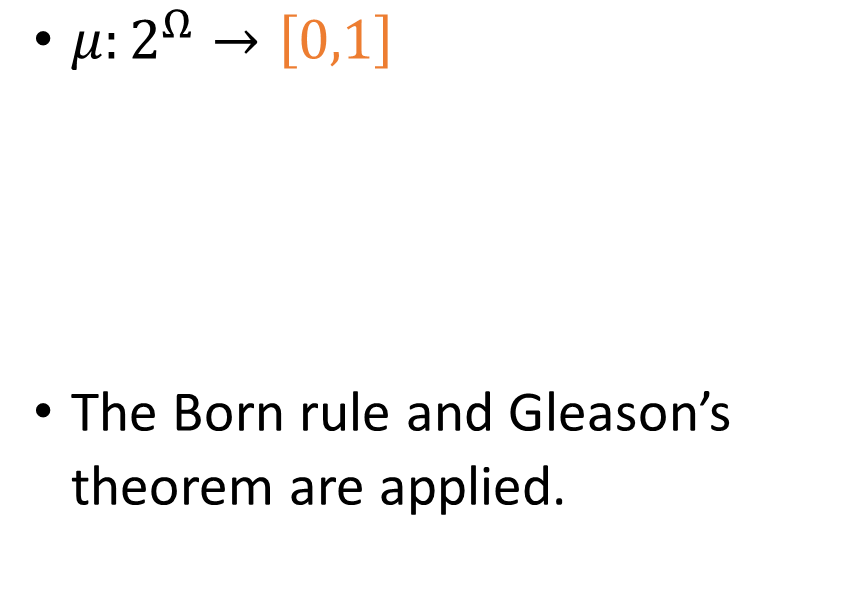 • 𝜇: 2^Ω → [0,1]
• The Born rule and Gleason’s
theorem are applied.